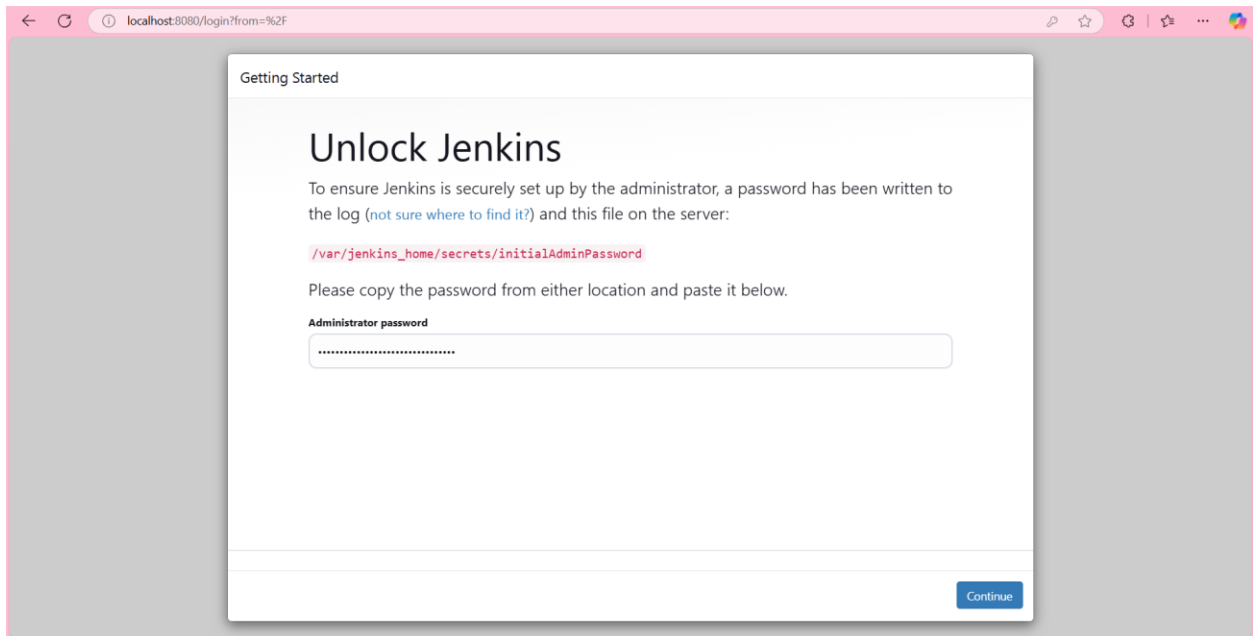 localhost:8080/login?from=%2F
Getting Started
Unlock Jenkins
To ensure Jenkins is securely set up by the administrator, a password has been written to
the log (not sure where to find it?) and this file on the server:
/var/jenkins_home/secrets/initialAdminPassword
Please copy the password from either location and paste it below.
Administrator password
Continue